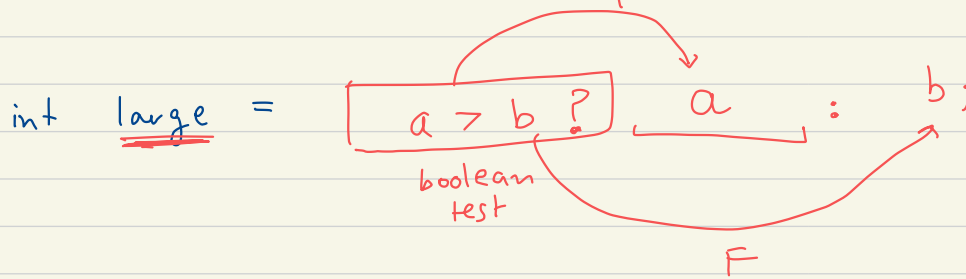 int large = a > b ? a : b;
boolean
test
F